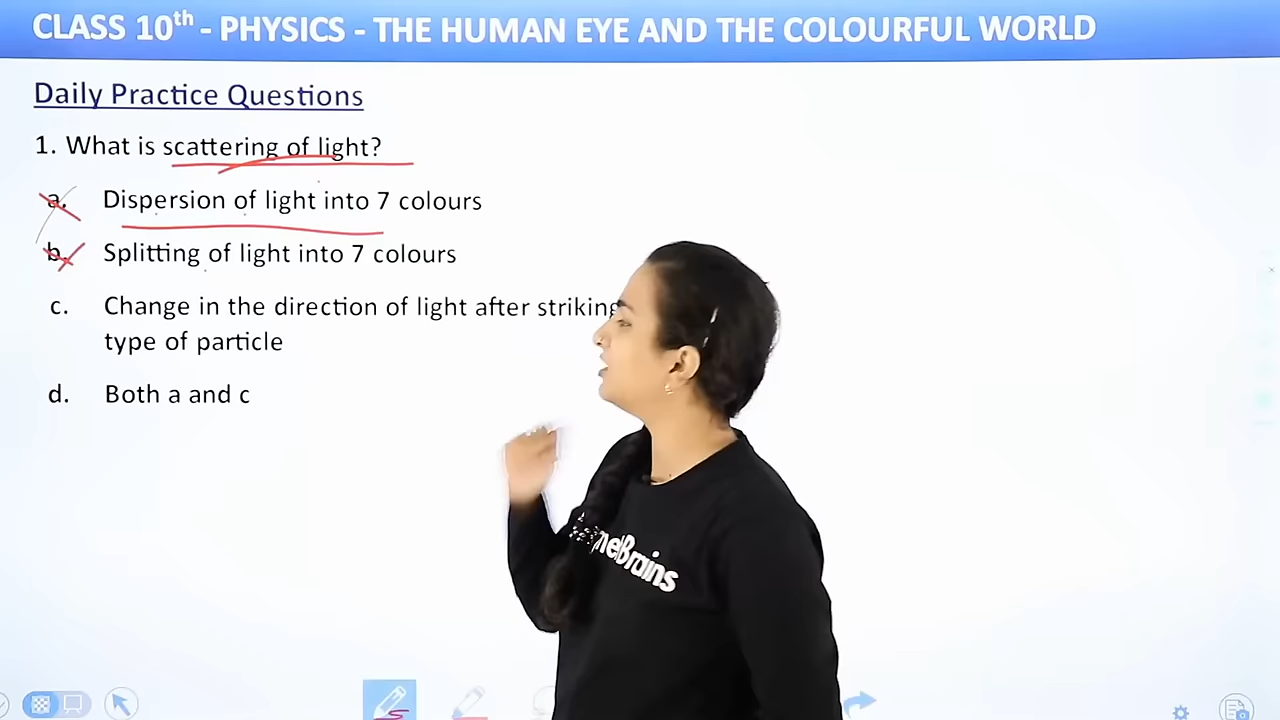 CLASS 10th - PHYSICS - THE HUMAN EYE AND THE COLOURFUL WORLD
Daily Practice Questions
1. What is scattering of light?
a. Dispersion of light into 7 colours
b. Splitting of light into 7 colours
c. Change in the direction of light after striking
type of particle
d. Both a and c
Brains